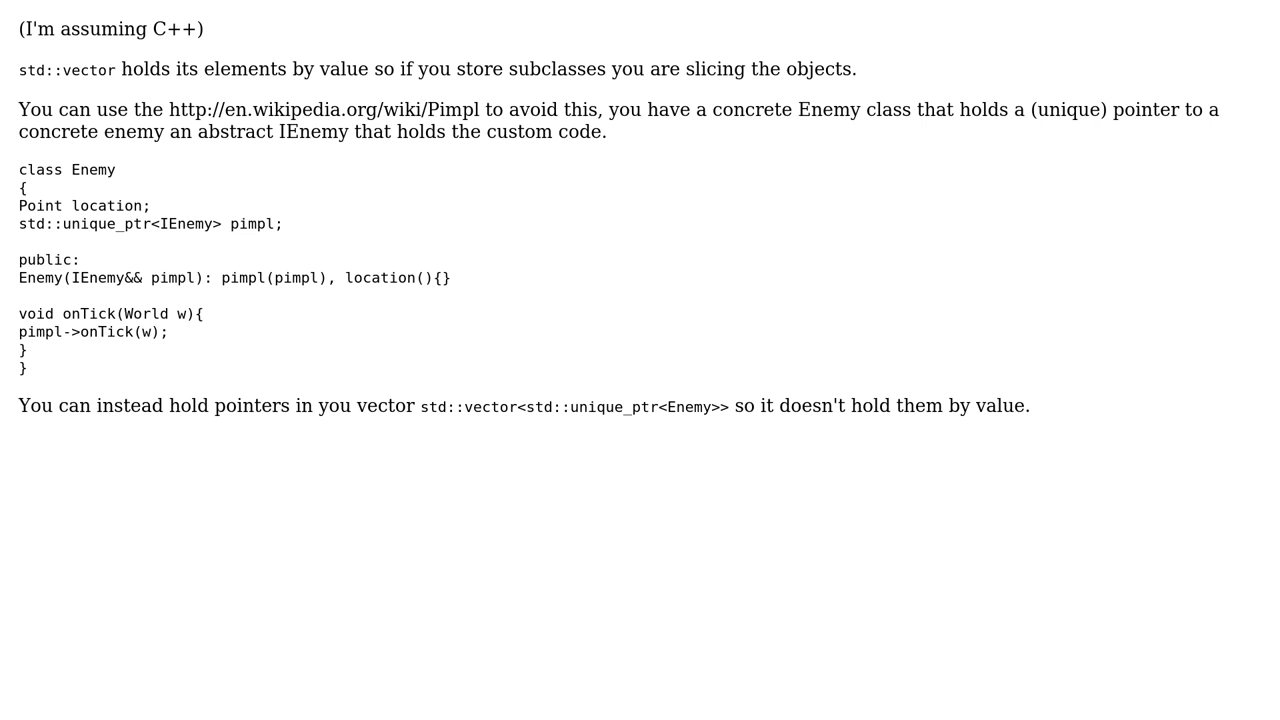 (I'm assuming C++)
std::vector holds its elements by value so if you store subclasses you are slicing the objects.
You can use the http://en.wikipedia.org/wiki/Pimpl to avoid this, you have a concrete Enemy class that holds a (unique) pointer to a
concrete enemy an abstract IEnemy that holds the custom code.
class Enemy
{
Point location;
std::unique_ptr<IEnemy> pimpl;
public:
Enemy(IEnemy&& pimpl): pimpl(pimpl), location(){}
void onTick(World w){
pimpl->onTick(w);
}
}
You can instead hold pointers in you vector std::vector<std::unique_ptr<Enemy>> so it doesn't hold them by value.